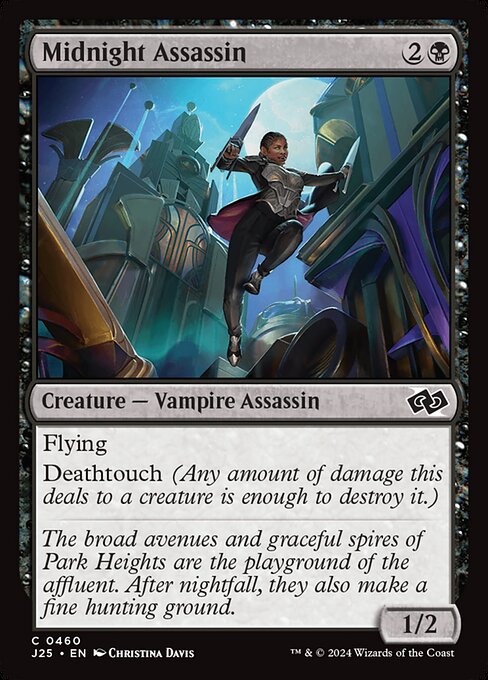 Midnight Assassin 2
Creature — Vampire Assassin
Flying
Deathtouch (Any amount of damage this
deals to a creature is enough to destroy it.)
The broad avenues and graceful spires of
Park Heights are the playground of the
affluent. After nightfall, they also make a
fine hunting ground.
1/2
C 0460
J25 • EN Christina Davis
™ & © 2024 Wizards of the Coast